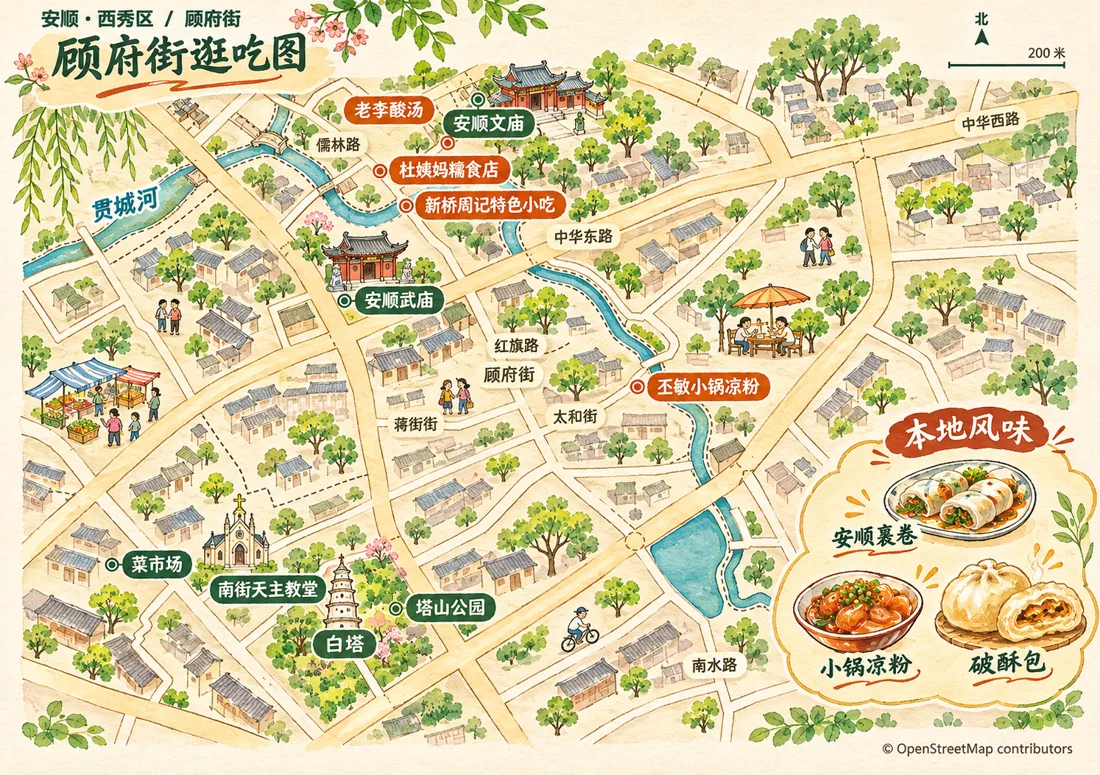 安顺·西秀区 / 顾府街
顾府街逛吃图
北
200 米
老李酸汤
安顺文庙
中华西路
儒林路
杜姨妈糯食店
贯城河
新桥周记特色小吃
中华东路
安顺武庙
红旗路
顾府街
丕敏小锅凉粉
太和街
蒋衙街
本地风味
安顺裹卷
菜市场
南街天主教堂
塔山公园
白塔
南水路
小锅凉粉
破酥包
© OpenStreetMap contributors